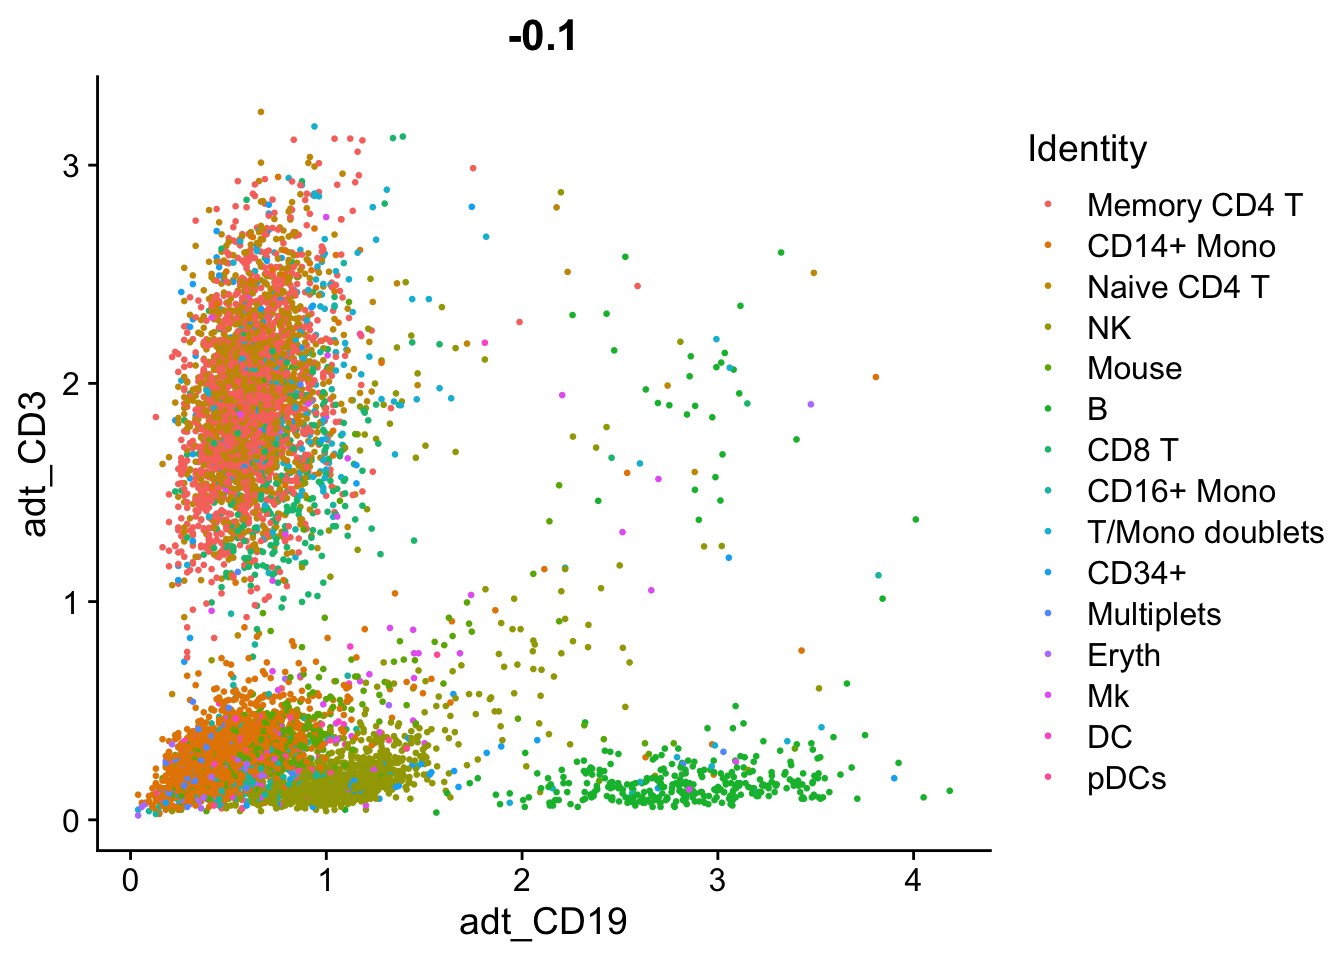 -0.1
Identity
Memory CD4 T
CD14+ Mono
Naive CD4 T
NK
Mouse
B
CD8 T
CD16+ Mono
T/Mono doublets
CD34+
Multiplets
Eryth
Mk
DC
pDCs
adt_CD3
3
2
1
0
0 1 2 3 4
adt_CD19